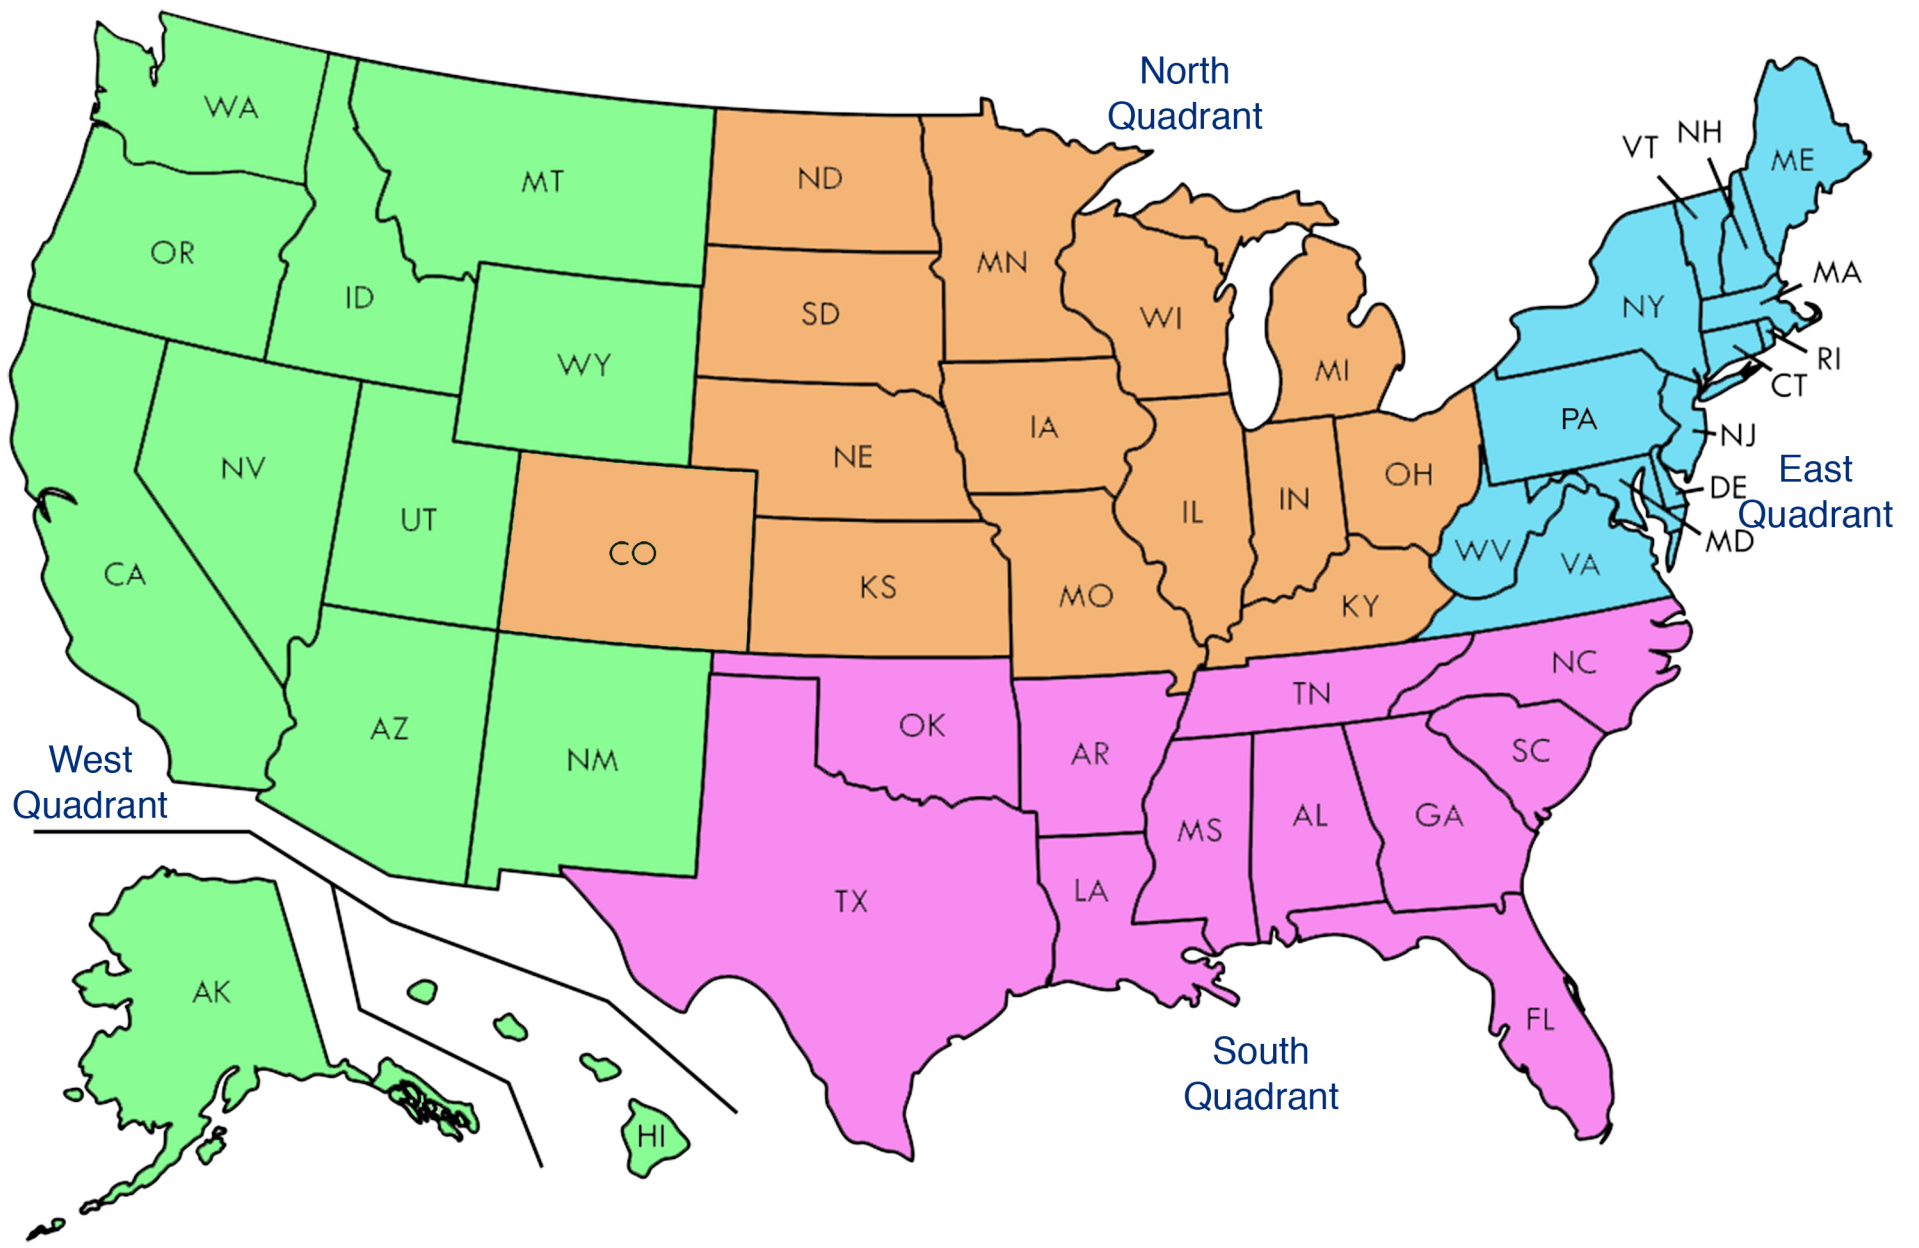 North
Quadrant
WA
MT
ND
MN
VT
NH
ME
OR
ID
SD
WI
MI
NY
MA
RI
CT
WY
NE
IA
PA
NJ
NV
UT
CO
KS
MO
IL
IN
OH
DE
MD
East
Quadrant
CA
WV
VA
KY
West
Quadrant
AZ
NM
OK
AR
TN
NC
SC
TX
LA
MS
AL
GA
FL
South
Quadrant
AK
HI